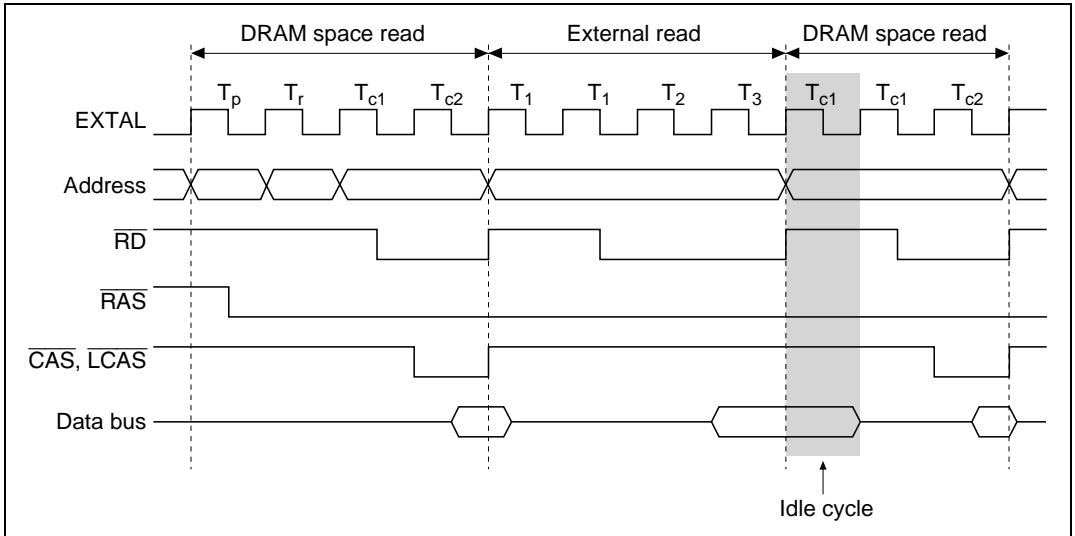 DRAM space read External read DRAM space read
Tp Tr Tc1 Tc2 T1 T1 T2 T3 Tc1 Tc1 Tc2
EXTAL
Address
RD
RAS
CAS, LCAS
Data bus
Idle cycle